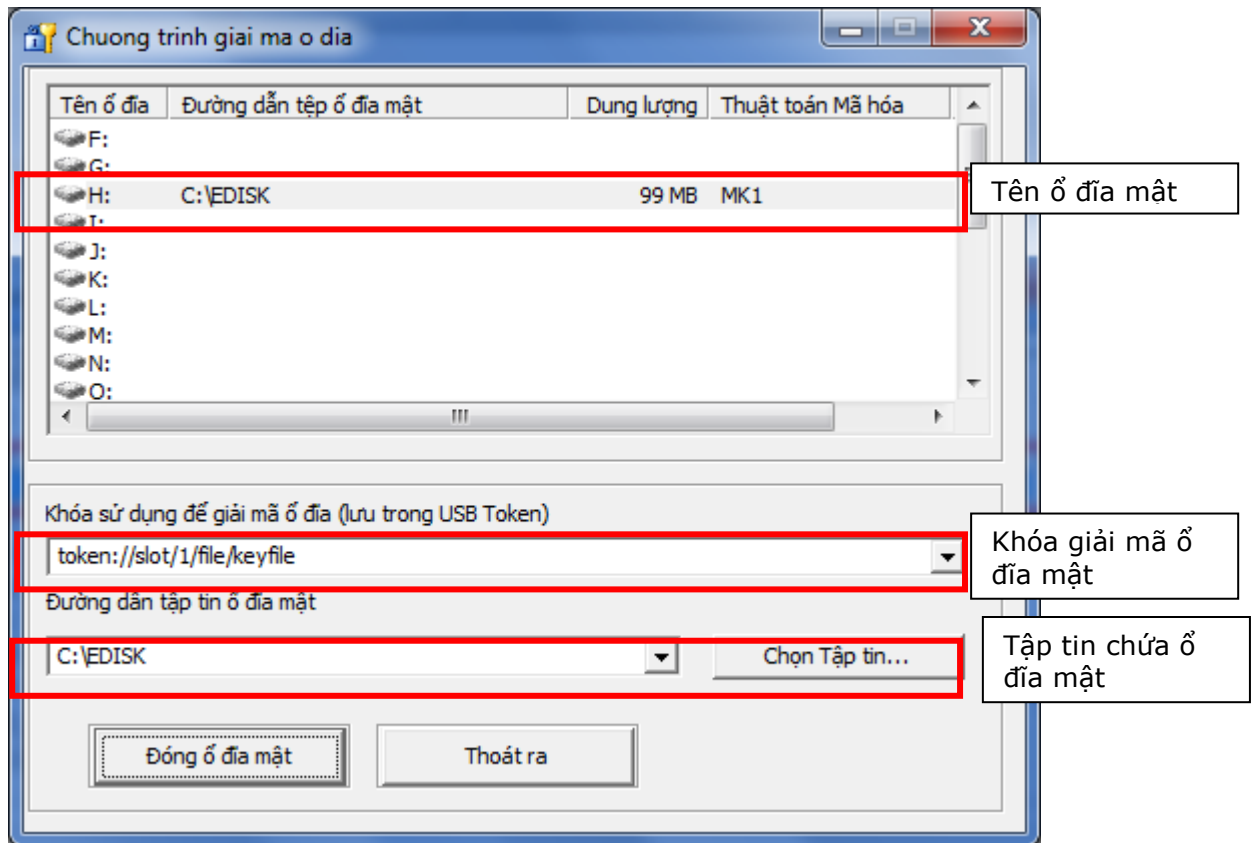 Chuong trinh giai ma o dia
Tên ổ đĩa Đường dẫn tệp ổ đĩa mật Dung lượng Thuật toán Mã hóa
F:
G:
H: C:\EDISK 99 MB MK1
Tên ổ đĩa mật
I:
J:
K:
L:
M:
N:
O:
Khóa sử dụng để giải mã ổ đĩa (lưu trong USB Token)
token://slot/1/file/keyfile
Khóa giải mã ổ
đĩa mật
Đường dẫn tập tin ổ đĩa mật
C:\EDISK Chọn Tập tin...
Tập tin chứa ổ
đĩa mật
Đóng ổ đĩa mật Thoát ra